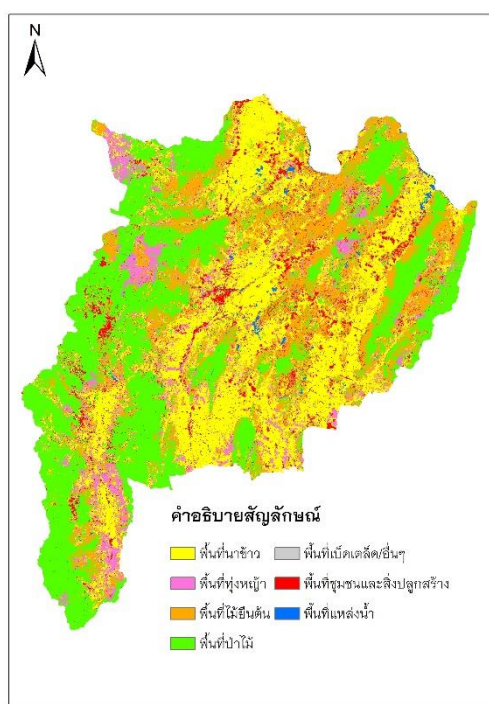 N
คำอธิบายสัญลักษณ์
พื้นที่นาข้าว
พื้นที่เบ็ดเตล็ด/อื่นๆ
พื้นที่ทุ่งหญ้า
พื้นที่ชุมชนและสิ่งปลูกสร้าง
พื้นที่ไม้ยืนต้น
พื้นที่แหล่งน้ำ
พื้นที่ป่าไม้